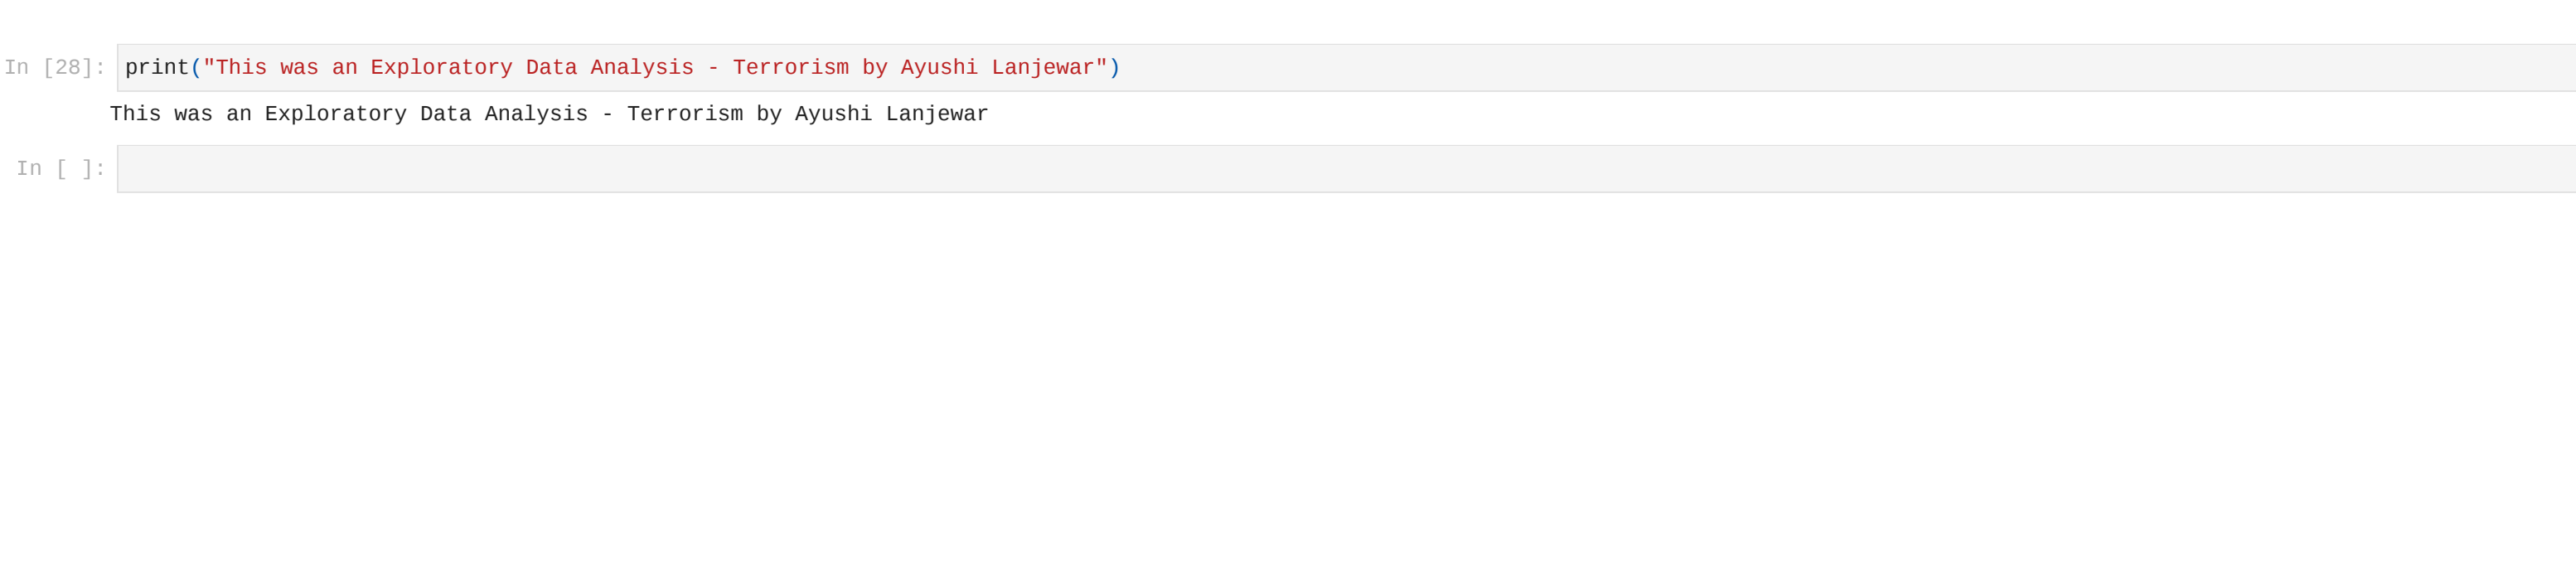 In [28]: print("This was an Exploratory Data Analysis - Terrorism by Ayushi Lanjewar")
This was an Exploratory Data Analysis - Terrorism by Ayushi Lanjewar
In [ ]: